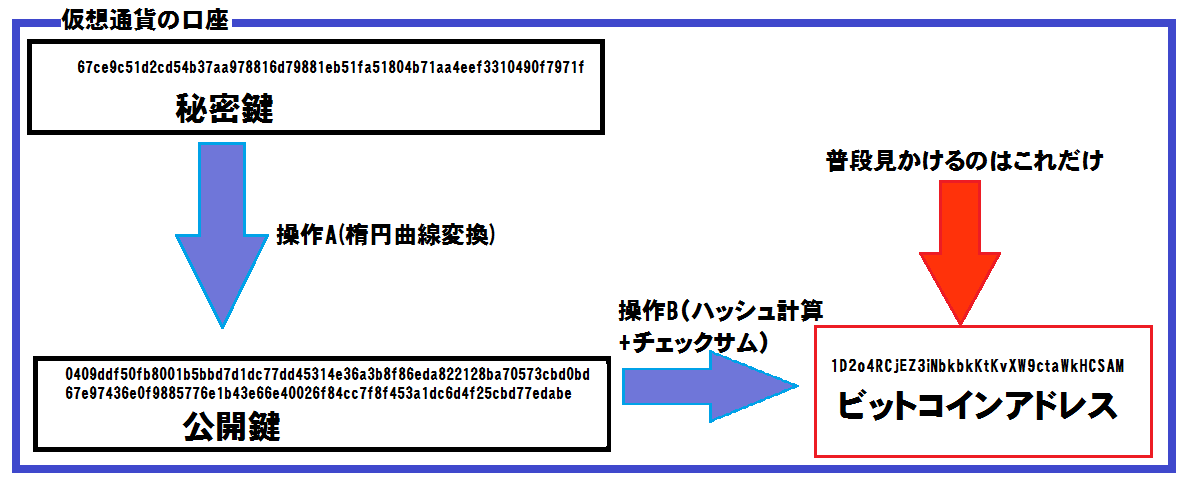 仮想通貨の口座
67ce9c51d2cd54b37aa978816d79881eb51fa51804b71aa4eef3310490f7971f
秘密鍵
普段見かけるのはこれだけ
操作A(楕円曲線変換)
操作B(ハッシュ計算
+チェックサム)
0409ddf50fb8001b5bbd7d1dc77dd45314e36a3b8f86eda822128ba70573cbd0bd
67e97436e0f9885776e1b43e66e40026f84cc7f8f453a1dc6d4f25cbd77edabe
公開鍵
1D2o4RCjEZ3iNbkbkKtKvXW9ctaWkHCSAM
ビットコインアドレス